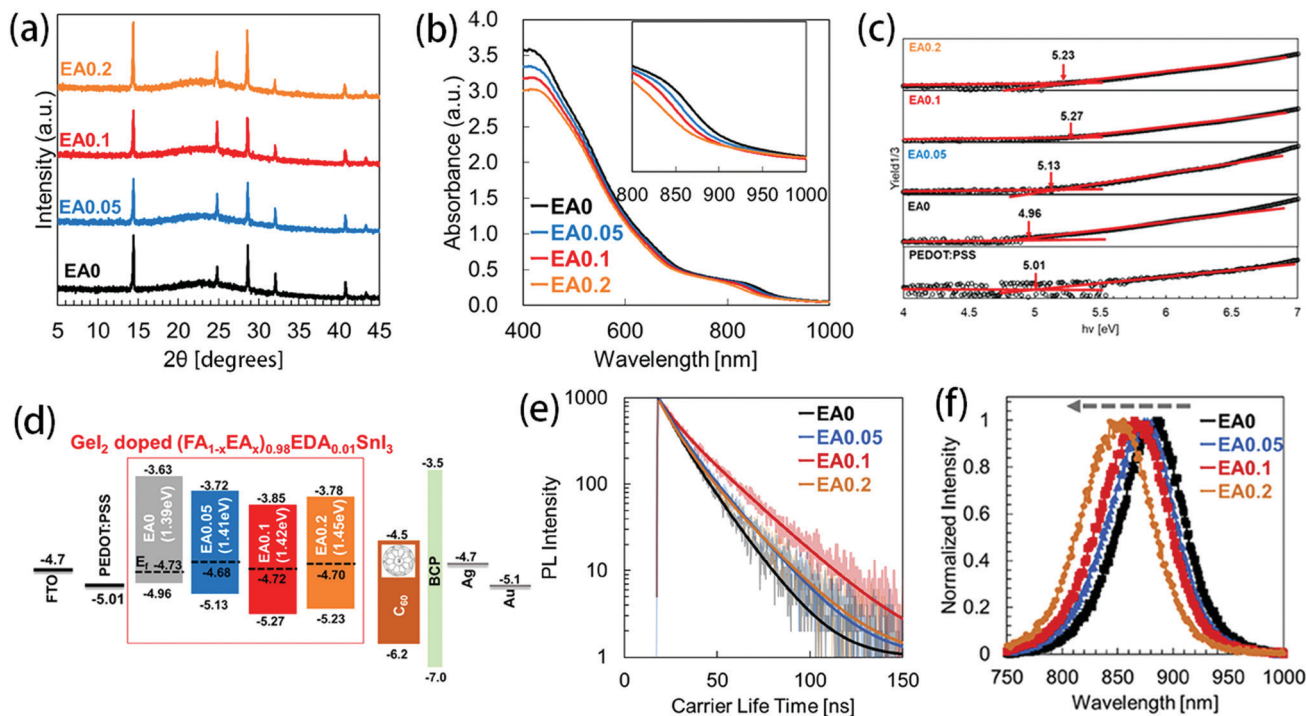 (a)
EA0.2
EA0.1
EA0.05
EA0
Intensity (a.u.)
5 10 15 20 25 30 35 40 45
2θ [degrees]
(b)
4.0
3.5
3.0
2.5
2.0
1.5
1.0
0.5
0.0
Absorbance (a.u.)
800 850 900 950 1000
EA0
EA0.05
EA0.1
EA0.2
400 600 800 1000
Wavelength [nm]
(c)
EA0.2
5.23
EA0.1
5.27
EA0.05
5.13
EA0
4.96
PEDOT:PSS
5.01
Yield1/3
4 4.5 5 5.5 6 6.5 7
hν [eV]
(d)
GeI2 doped (FA1-xEAx)0.98EDA0.01SnI3
-4.7
FTO
PEDOT:PSS
-5.01
-3.63
EA0
(1.39eV)
Ef -4.73
-4.96
-3.72
EA0.05
(1.41eV)
-4.68
-5.13
-3.85
EA0.1
(1.42eV)
-4.72
-5.27
-3.78
EA0.2
(1.45eV)
-4.70
-5.23
-4.5
C60
-6.2
-3.5
BCP
-7.0
-4.7
Ag
-5.1
Au
(e)
1000
100
10
1
PL Intensity
EA0
EA0.05
EA0.1
EA0.2
0 50 100 150
Carrier Life Time [ns]
(f)
1
0.8
0.6
0.4
0.2
0
Normalized Intensity
EA0
EA0.05
EA0.1
EA0.2
750 800 850 900 950 1000
Wavelength [nm]